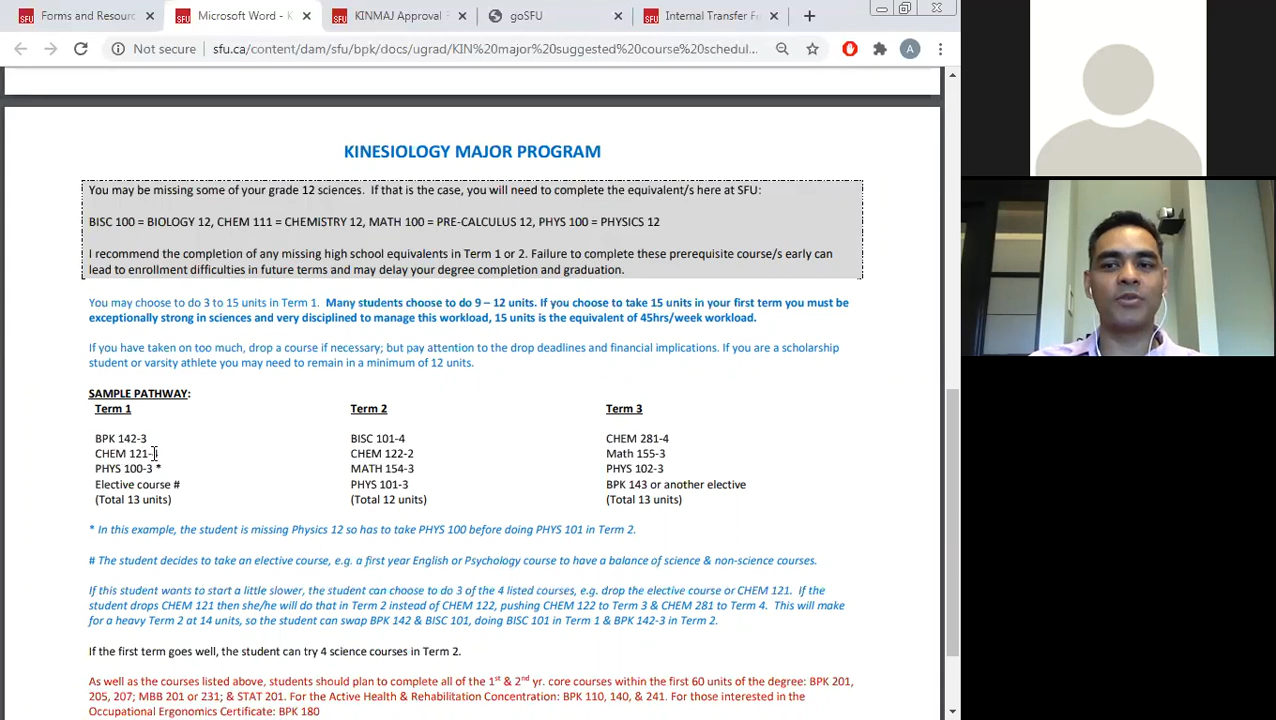 SFU Forms and Resourc
SFU Microsoft Word - K
SFU KINMAJ Approval F
goSFU
SFU Internal Transfer Fr
Not secure
sfu.ca/content/dam/sfu/bpk/docs/ugrad/KIN%20major%20suggested%20course%20schedul...
A
KINESIOLOGY MAJOR PROGRAM
You may be missing some of your grade 12 sciences. If that is the case, you will need to complete the equivalent/s here at SFU:
BISC 100 = BIOLOGY 12, CHEM 111 = CHEMISTRY 12, MATH 100 = PRE-CALCULUS 12, PHYS 100 = PHYSICS 12
I recommend the completion of any missing high school equivalents in Term 1 or 2. Failure to complete these prerequisite course/s early can
lead to enrollment difficulties in future terms and may delay your degree completion and graduation.
You may choose to do 3 to 15 units in Term 1. Many students choose to do 9 – 12 units. If you choose to take 15 units in your first term you must be
exceptionally strong in sciences and very disciplined to manage this workload, 15 units is the equivalent of 45hrs/week workload.
If you have taken on too much, drop a course if necessary; but pay attention to the drop deadlines and financial implications. If you are a scholarship
student or varsity athlete you may need to remain in a minimum of 12 units.
SAMPLE PATHWAY:
Term 1 Term 2 Term 3
BPK 142-3 BISC 101-4 CHEM 281-4
CHEM 121- CHEM 122-2 Math 155-3
PHYS 100-3 * MATH 154-3 PHYS 102-3
Elective course # PHYS 101-3 BPK 143 or another elective
(Total 13 units) (Total 12 units) (Total 13 units)
* In this example, the student is missing Physics 12 so has to take PHYS 100 before doing PHYS 101 in Term 2.
# The student decides to take an elective course, e.g. a first year English or Psychology course to have a balance of science & non-science courses.
If this student wants to start a little slower, the student can choose to do 3 of the 4 listed courses, e.g. drop the elective course or CHEM 121. If the
student drops CHEM 121 then she/he will do that in Term 2 instead of CHEM 122, pushing CHEM 122 to Term 3 & CHEM 281 to Term 4. This will make
for a heavy Term 2 at 14 units, so the student can swap BPK 142 & BISC 101, doing BISC 101 in Term 1 & BPK 142-3 in Term 2.
If the first term goes well, the student can try 4 science courses in Term 2.
As well as the courses listed above, students should plan to complete all of the 1st & 2nd yr. core courses within the first 60 units of the degree: BPK 201,
205, 207; MBB 201 or 231; & STAT 201. For the Active Health & Rehabilitation Concentration: BPK 110, 140, & 241. For those interested in the
Occupational Ergonomics Certificate: BPK 180